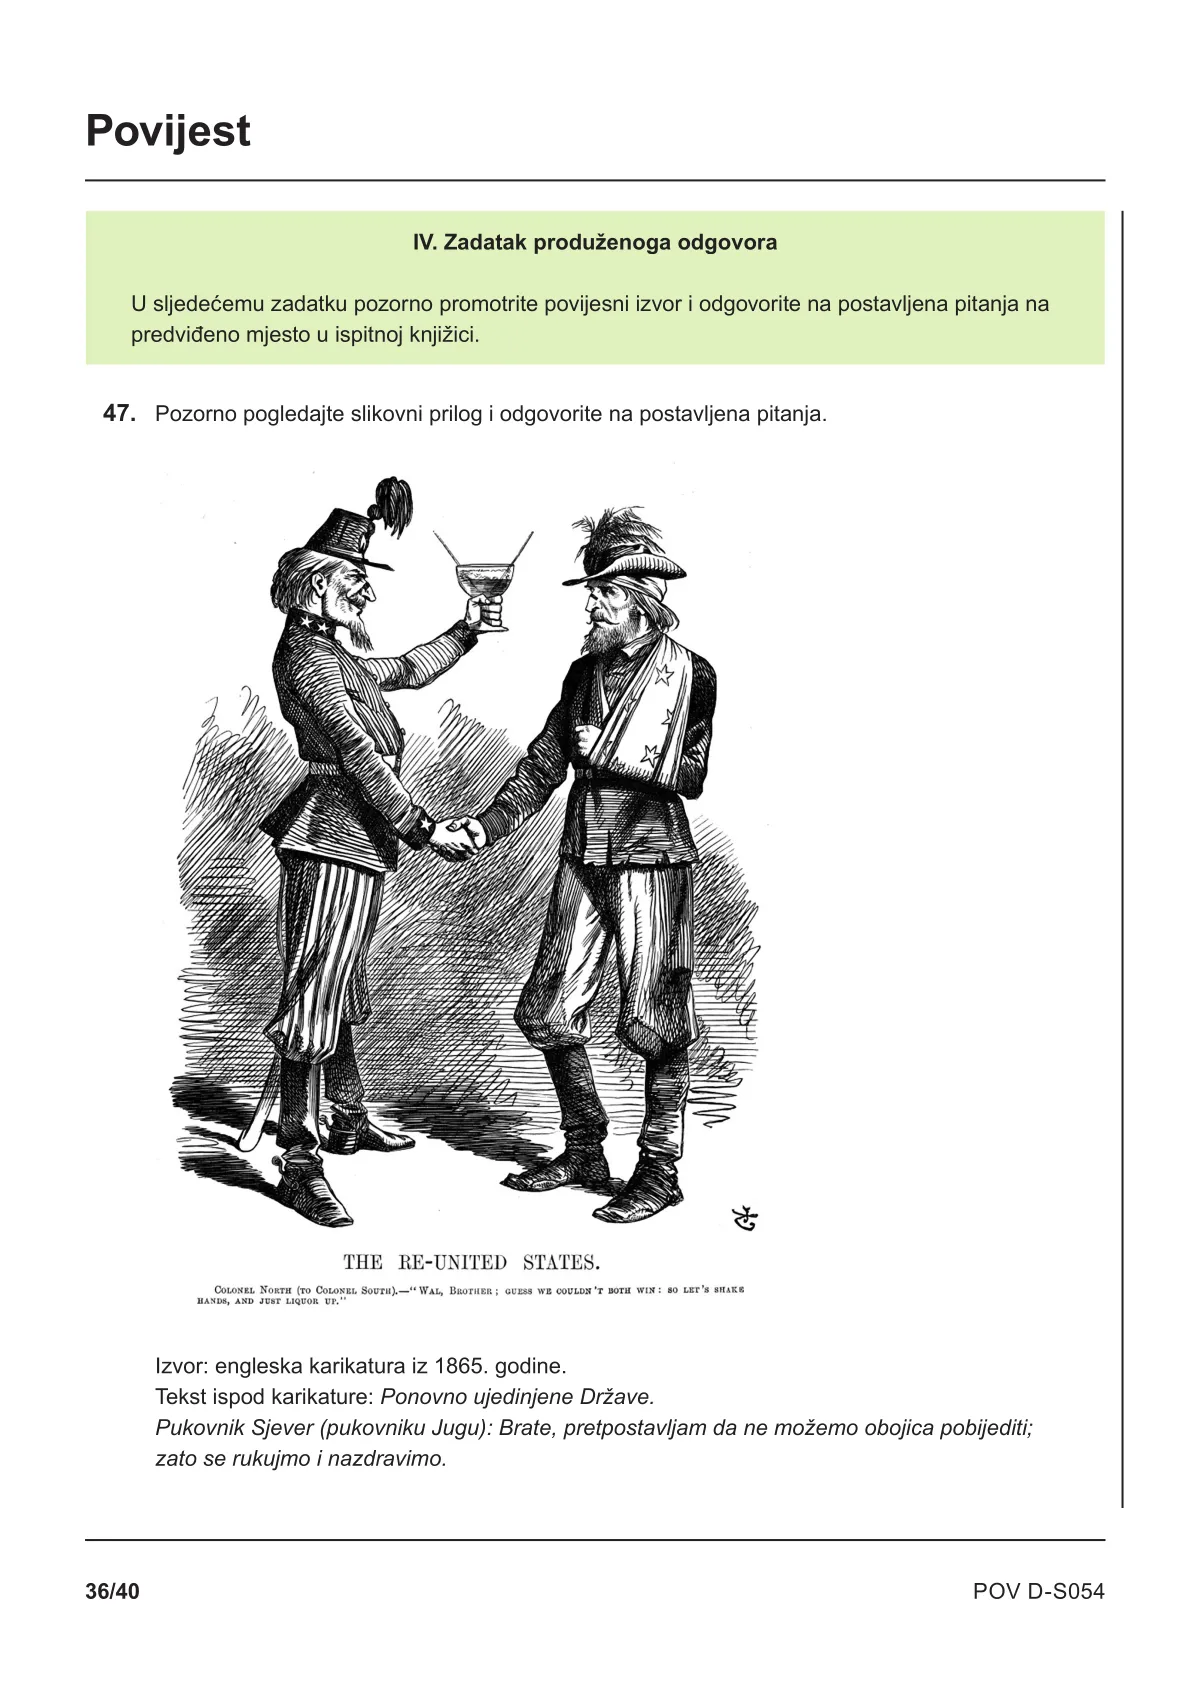 Povijest
IV. Zadatak produženoga odgovora
U sljedećemu zadatku pozorno promotrite povijesni izvor i odgovorite na postavljena pitanja na
predviđeno mjesto u ispitnoj knjižici.
47. Pozorno pogledajte slikovni prilog i odgovorite na postavljena pitanja.
THE RE-UNITED STATES.
Colonel North (to Colonel South).—"Wal, Brother; guess we couldn't both win: so let's shake
hands, and just liquor up."
Izvor: engleska karikatura iz 1865. godine.
Tekst ispod karikature: Ponovno ujedinjene Države.
Pukovnik Sjever (pukovniku Jugu): Brate, pretpostavljam da ne možemo obojica pobijediti;
zato se rukujmo i nazdravimo.
36/40
POV D-S054